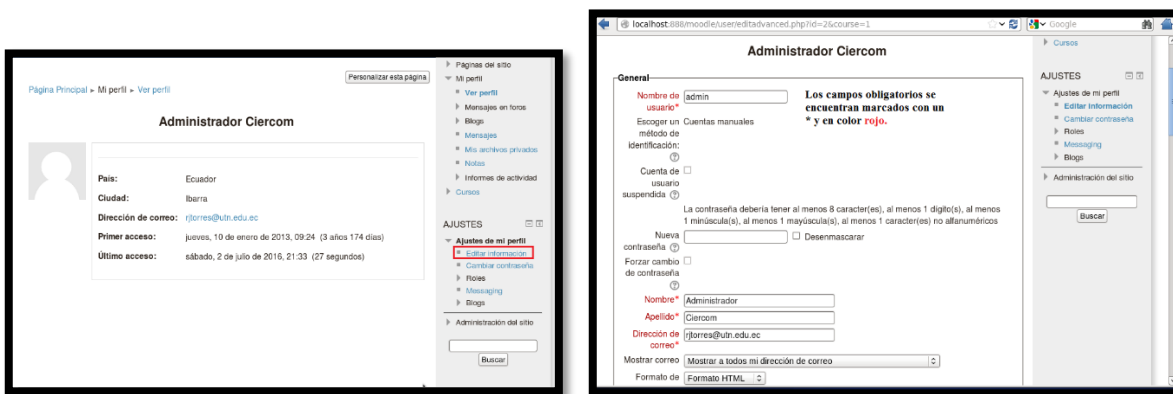 Personalizar esta página
Página Principal ► Mi perfil ► Ver perfil
Administrador Ciercom
País: Ecuador
Ciudad: Ibarra
Dirección de correo: rjtorres@utn.edu.ec
Primer acceso: jueves, 10 de enero de 2013, 09:24 (3 años 174 días)
Último acceso: sábado, 2 de julio de 2016, 21:33 (27 segundos)
Páginas del sitio
Mi perfil
Ver perfil
Mensajes en foros
Blogs
Mensajes
Mis archivos privados
Notas
Informes de actividad
Cursos
AJUSTES
Ajustes de mi perfil
Editar información
Cambiar contraseña
Roles
Messaging
Blogs
Administración del sitio
Buscar
localhost:888/moodle/user/editadvanced.php?id=2&course=1
Google
Administrador Ciercom
General
Nombre de usuario* admin
Los campos obligatorios se
encuentran marcados con un
* y en color rojo.
Escoger un método de identificación: Cuentas manuales
Cuenta de usuario suspendida
La contraseña debería tener al menos 8 caracter(es), al menos 1 dígito(s), al menos
1 minúscula(s), al menos 1 mayúscula(s), al menos 1 caracter(es) no alfanuméricos
Nueva contraseña
Desenmascarar
Forzar cambio de contraseña
Nombre* Administrador
Apellido* Ciercom
Dirección de correo* rjtorres@utn.edu.ec
Mostrar correo Mostrar a todos mi dirección de correo
Formato de Formato HTML
Cursos
AJUSTES
Ajustes de mi perfil
Editar información
Cambiar contraseña
Roles
Messaging
Blogs
Administración del sitio
Buscar